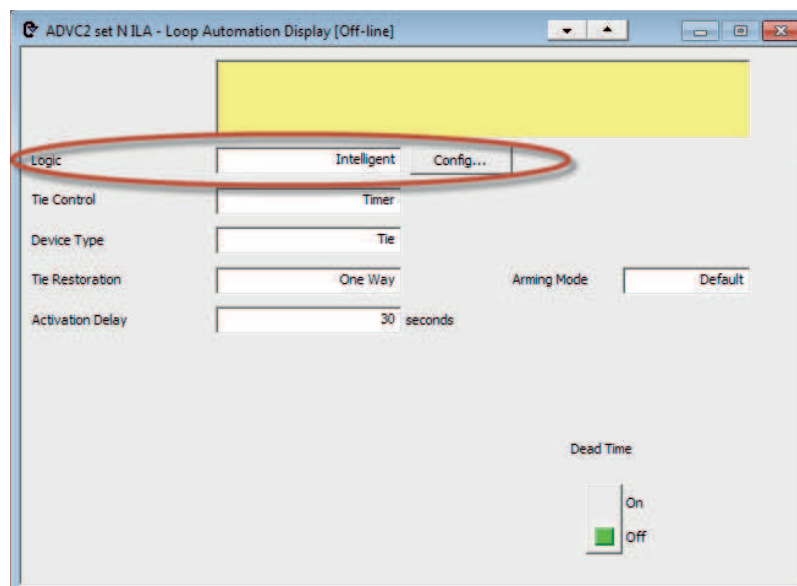 ADVC2 set N ILA - Loop Automation Display [Off-line]
Logic Intelligent Config...
Tie Control Timer
Device Type Tie
Tie Restoration One Way Arming Mode Default
Activation Delay 30 seconds
Dead Time
On
Off